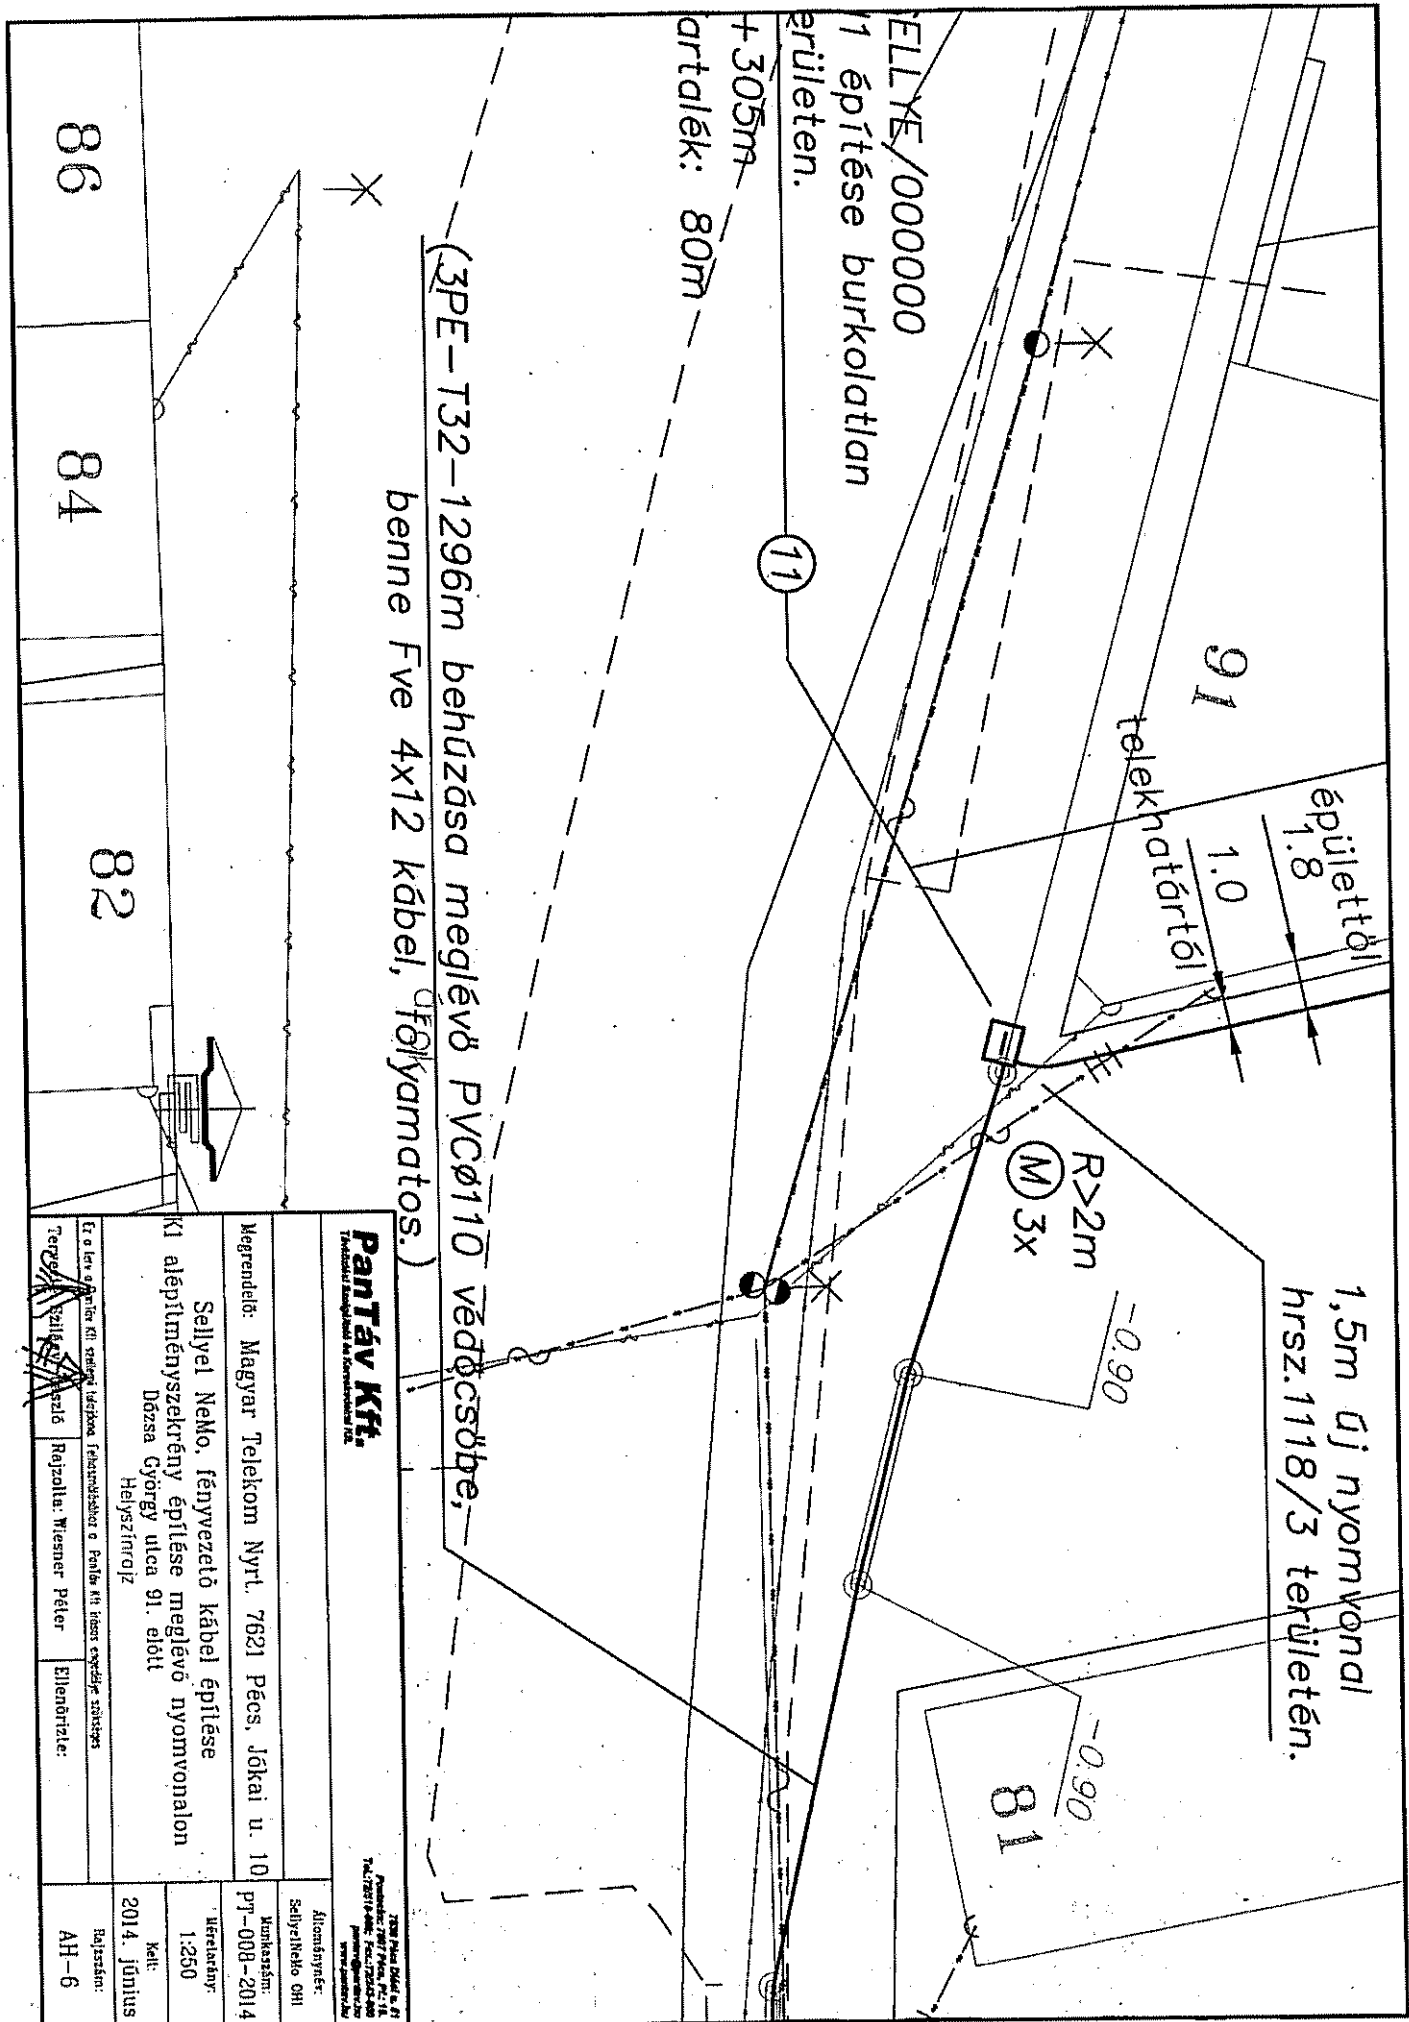 ELLYE/000000
1 építése burkolatlan
erületen.
+305m
artalék: 80m
11
(3PE-T32-1296m behúzása meglévő PVCø110 védőcsőbe,
benne Fve 4x12 kábel, folyamatos.)
91
telekhatártól
1.0
épülettől
1.8
R>2m
M 3x
1,5m új nyomvonal
hrsz.1118/3 területén.
-0.90
-0.90
81
86
84
82
PanTáv Kft.
Állománynév:
SellyeiNeMo OH1
Megrendelő: Magyar Telekom Nyrt. 7621 Pécs, Jókai u. 10
Munkaszám:
PT-008-2014
Sellyei NeMo, fényvezető kábel építése
K1 alépítményszekrény építése meglévő nyomvonalon
Dózsa György utca 91. előtt
Helyszínrajz
Méretarány:
1:250
Kelt:
2014. június
Rajzolta: Wiesner Péter
Ellenőrizte:
Rajzszám:
AH-6